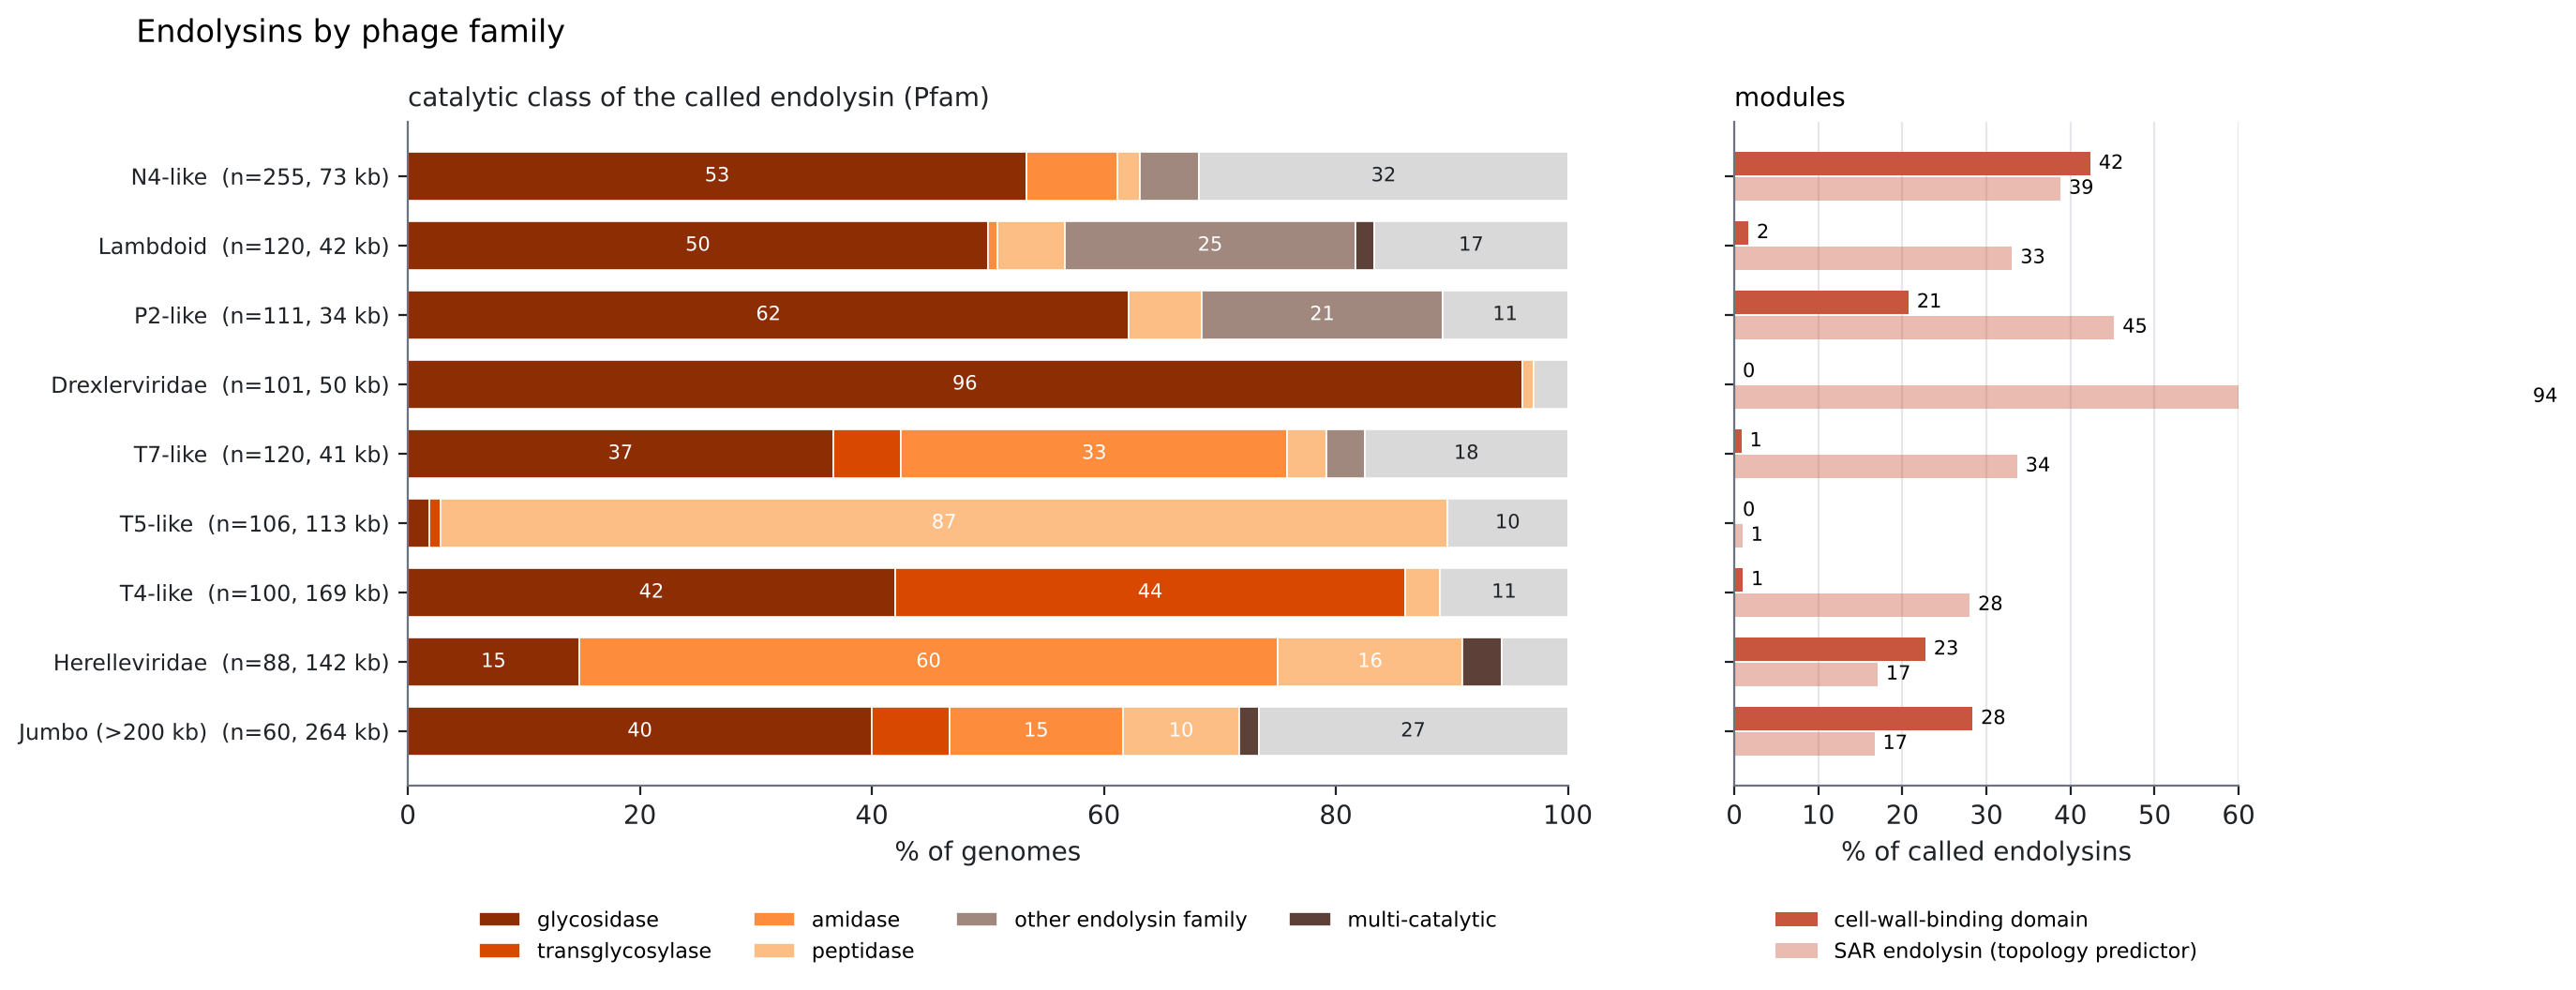 Endolysins by phage family
catalytic class of the called endolysin (Pfam)
modules
N4-like (n=255, 73 kb) 53 32 42
39
Lambdoid (n=120, 42 kb) 50 25 17 2
33
P2-like (n=111, 34 kb) 62 21 11 21
45
Drexlerviridae (n=101, 50 kb) 96 0
94
T7-like (n=120, 41 kb) 37 33 18 1
34
T5-like (n=106, 113 kb) 87 10 0
1
T4-like (n=100, 169 kb) 42 44 11 1
28
Herelleviridae (n=88, 142 kb) 15 60 16 23
17
Jumbo (>200 kb) (n=60, 264 kb) 40 15 10 27 28
17
0 20 40 60 80 100
0 10 20 30 40 50 60
% of genomes
% of called endolysins
glycosidase amidase other endolysin family multi-catalytic
transglycosylase peptidase
cell-wall-binding domain
SAR endolysin (topology predictor)